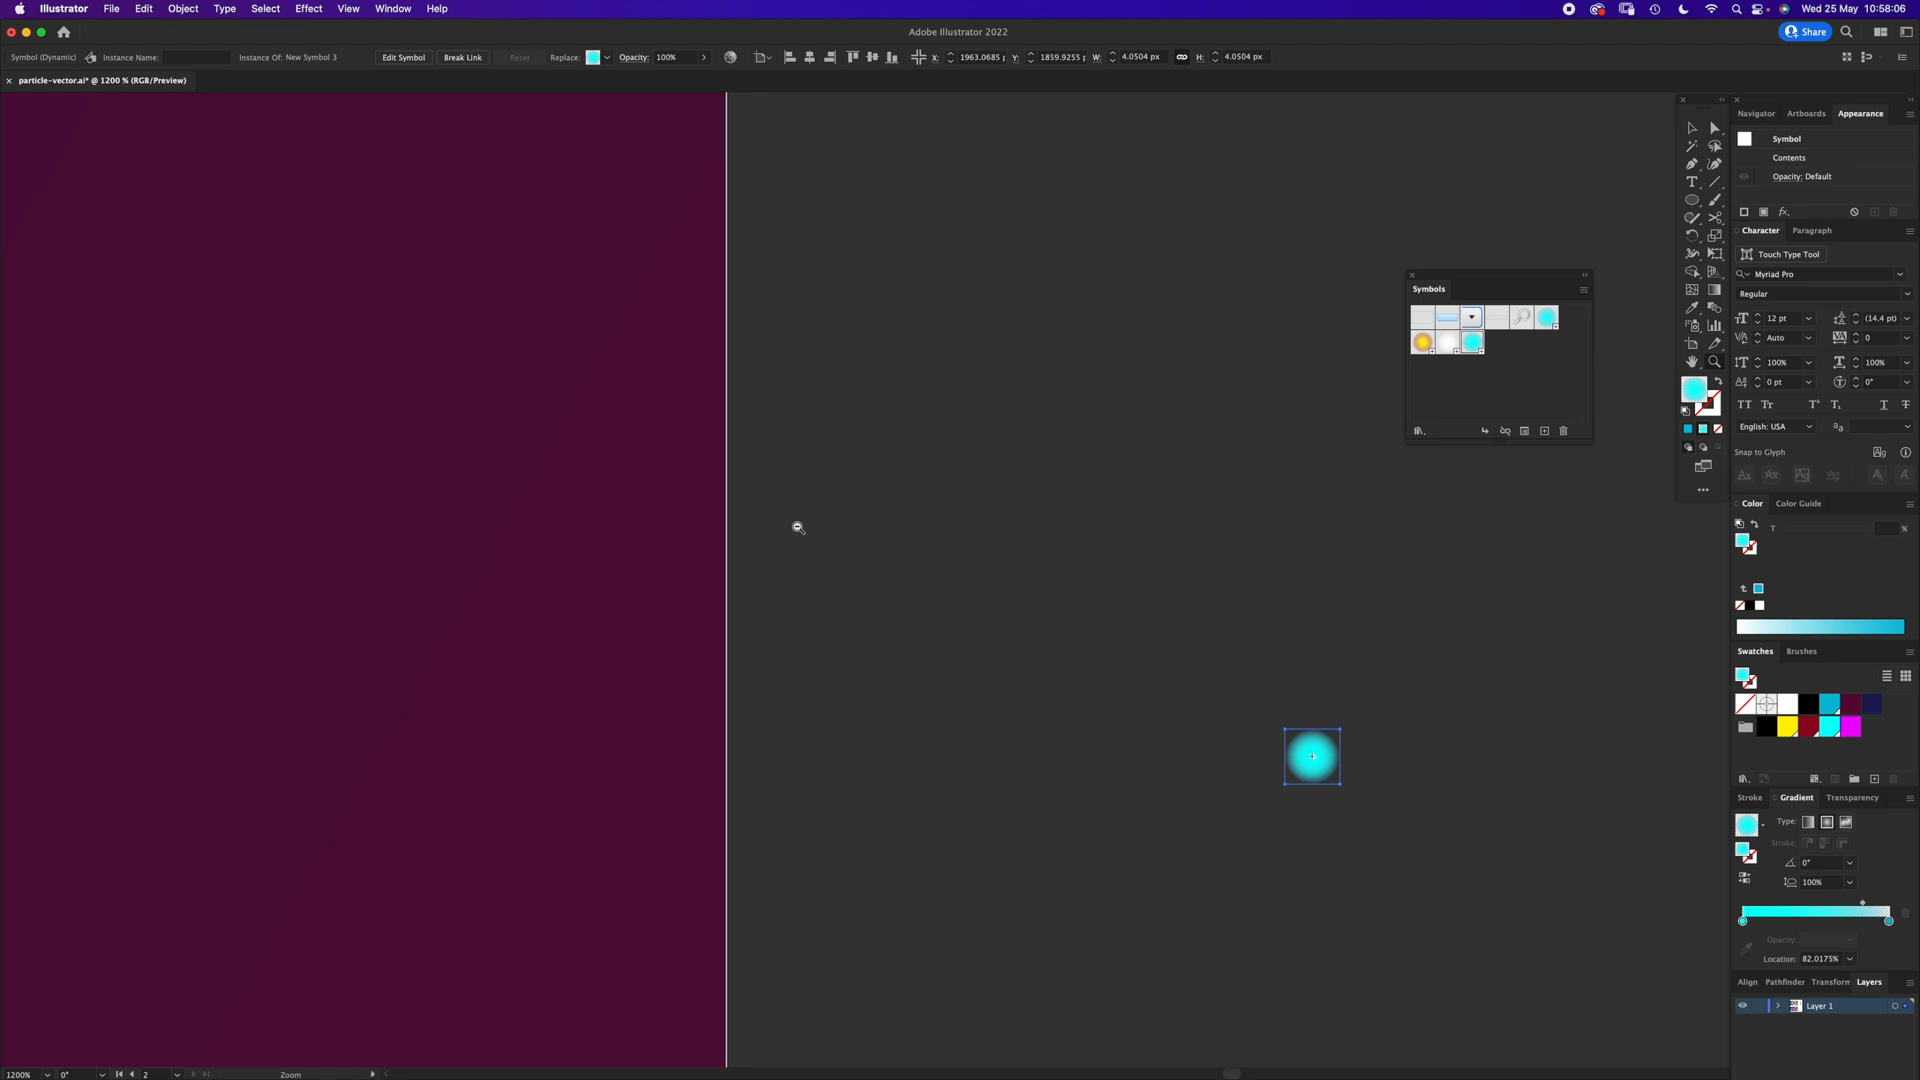 Illustrator File Edit Object Type Select Effect View Window Help Wed 25 May 10:58:06
Adobe Illustrator 2022 Share
Symbol (Dynamic) Instance Name: Instance Of: New Symbol 3 Edit Symbol Break Link Reset Replace: Opacity: 100% X: 1963.0685 Y: 1859.9255 W: 4.0504 px H: 4.0504 px
× particle-vector.ai* @ 1200 % (RGB/Preview)
Navigator Artboards Appearance
Symbol
Contents
Opacity: Default
fx.
Character Paragraph
Touch Type Tool
Myriad Pro
Regular
12 pt (14.4 pt)
Auto 0
100% 100%
0 pt 0°
English: USA
Snap to Glyph
Symbols
Color Color Guide
T %
Swatches Brushes
Stroke Gradient Transparency
Type:
Stroke:
0°
100%
Opacity:
Location: 82.0175%
Align Pathfinder Transform Layers
Layer 1
1200% 0° 2 Zoom